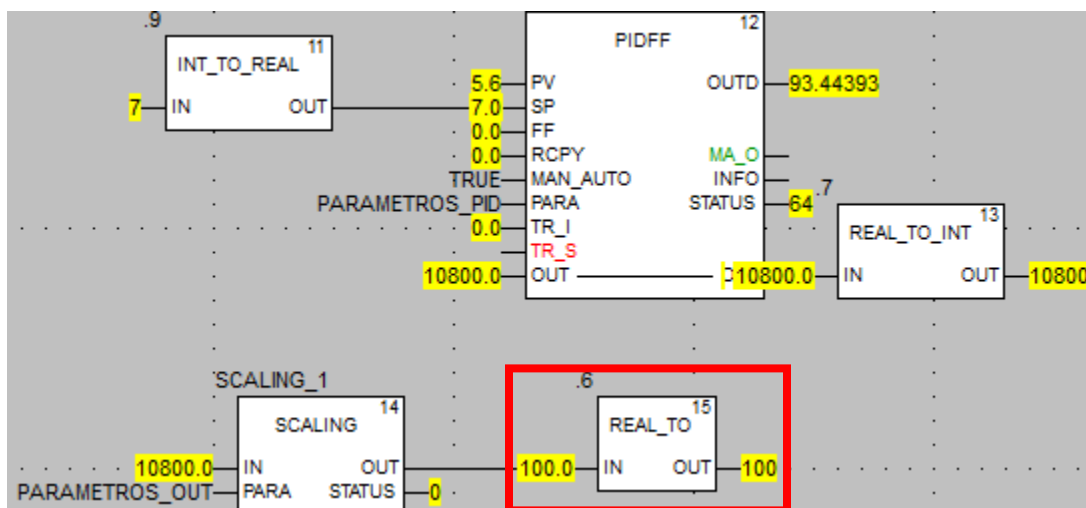 .9
11
INT_TO_REAL
7 IN OUT
12
PIDFF
5.6 PV OUTD 93.44393
7.0 SP
0.0 FF
0.0 RCPY MA_O
TRUE MAN_AUTO INFO
PARAMETROS_PID PARA STATUS 64
0.0 TR_I
TR_S
10800.0 OUT
.7
13
REAL_TO_INT
10800.0 IN OUT 10800
SCALING_1
14
SCALING
10800.0 IN OUT
PARAMETROS_OUT PARA STATUS 0
.6
15
REAL_TO
100.0 IN OUT 100